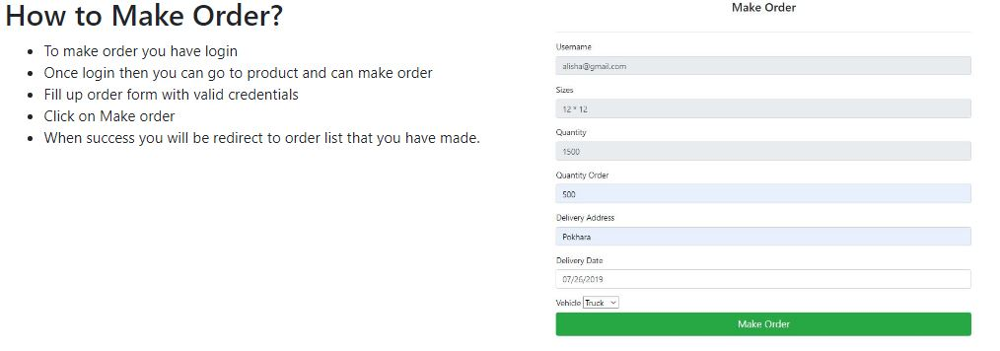 How to Make Order?
To make order you have login
Once login then you can go to product and can make order
Fill up order form with valid credentials
Click on Make order
When success you will be redirect to order list that you have made.
Make Order
Username
alisha@gmail.com
Sizes
12 * 12
Quantity
1500
Quantity Order
500
Delivery Address
Pokhara
Delivery Date
07/26/2019
Vehicle Truck
Make Order